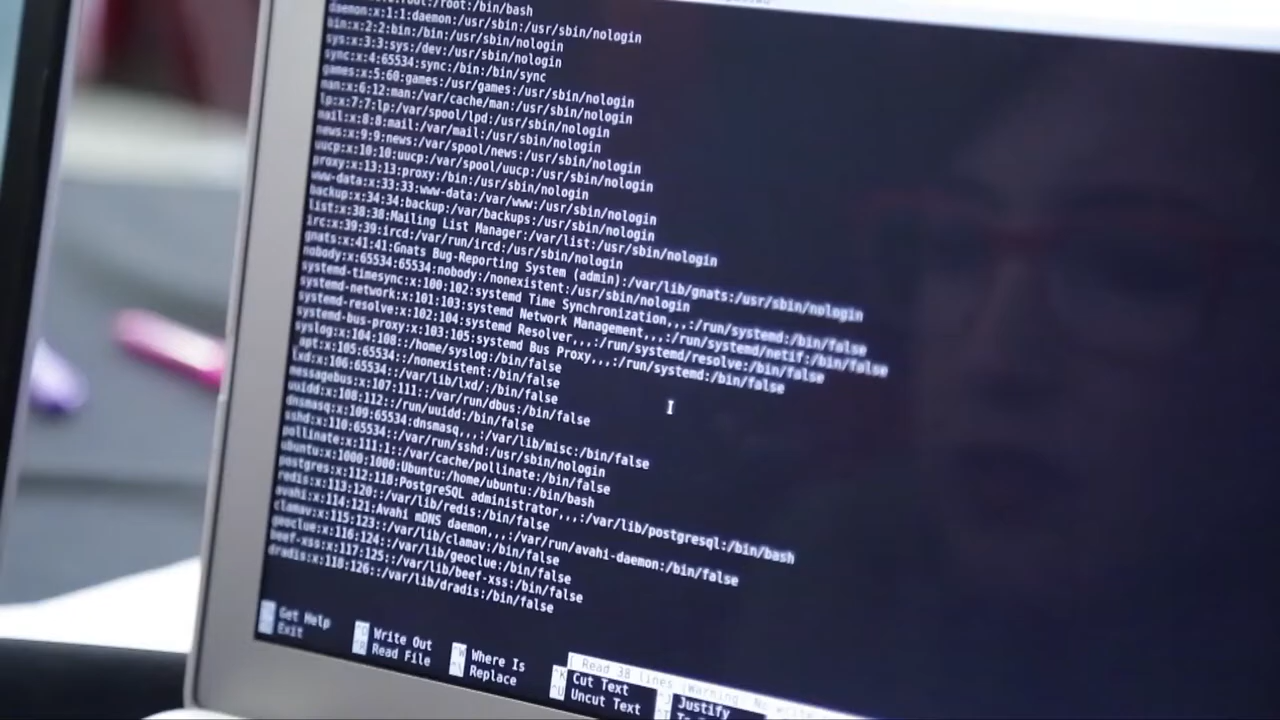 root:/root:/bin/bash
daemon:x:1:1:daemon:/usr/sbin:/usr/sbin/nologin
bin:x:2:2:bin:/bin:/usr/sbin/nologin
sys:x:3:3:sys:/dev:/usr/sbin/nologin
sync:x:4:65534:sync:/bin:/bin/sync
games:x:5:60:games:/usr/games:/usr/sbin/nologin
man:x:6:12:man:/var/cache/man:/usr/sbin/nologin
lp:x:7:7:lp:/var/spool/lpd:/usr/sbin/nologin
mail:x:8:8:mail:/var/mail:/usr/sbin/nologin
news:x:9:9:news:/var/spool/news:/usr/sbin/nologin
uucp:x:10:10:uucp:/var/spool/uucp:/usr/sbin/nologin
proxy:x:13:13:proxy:/bin:/usr/sbin/nologin
www-data:x:33:33:www-data:/var/www:/usr/sbin/nologin
backup:x:34:34:backup:/var/backups:/usr/sbin/nologin
list:x:38:38:Mailing List Manager:/var/list:/usr/sbin/nologin
irc:x:39:39:ircd:/var/run/ircd:/usr/sbin/nologin
gnats:x:41:41:Gnats Bug-Reporting System (admin):/var/lib/gnats:/usr/sbin/nologin
nobody:x:65534:65534:nobody:/nonexistent:/usr/sbin/nologin
systemd-timesync:x:100:102:systemd Time Synchronization,,,:/run/systemd:/bin/false
systemd-network:x:101:103:systemd Network Management,,,:/run/systemd/netif:/bin/false
systemd-resolve:x:102:104:systemd Resolver,,,:/run/systemd/resolve:/bin/false
systemd-bus-proxy:x:103:105:systemd Bus Proxy,,,:/run/systemd:/bin/false
syslog:x:104:108::/home/syslog:/bin/false
_apt:x:105:65534::/nonexistent:/bin/false
lxd:x:106:65534::/var/lib/lxd/:/bin/false
messagebus:x:107:111::/var/run/dbus:/bin/false
uuidd:x:108:112::/run/uuidd:/bin/false
dnsmasq:x:109:65534:dnsmasq,,,:/var/lib/misc:/bin/false
sshd:x:110:65534::/var/run/sshd:/usr/sbin/nologin
pollinate:x:111:1::/var/cache/pollinate:/bin/false
ubuntu:x:1000:1000:Ubuntu:/home/ubuntu:/bin/bash
postgres:x:112:118:PostgreSQL administrator,,,:/var/lib/postgresql:/bin/bash
redis:x:113:120::/var/lib/redis:/bin/false
avahi:x:114:121:Avahi mDNS daemon,,,:/var/run/avahi-daemon:/bin/false
clamav:x:115:123::/var/lib/clamav:/bin/false
geoclue:x:116:124::/var/lib/geoclue:/bin/false
beef-xss:x:117:125::/var/lib/beef-xss:/bin/false
dradis:x:118:126::/var/lib/dradis:/bin/false
[ Read 38 lines (Warning: No write
Get Help Write Out Where Is ^K Cut Text ^J Justify
Exit Read File Replace ^U Uncut Text